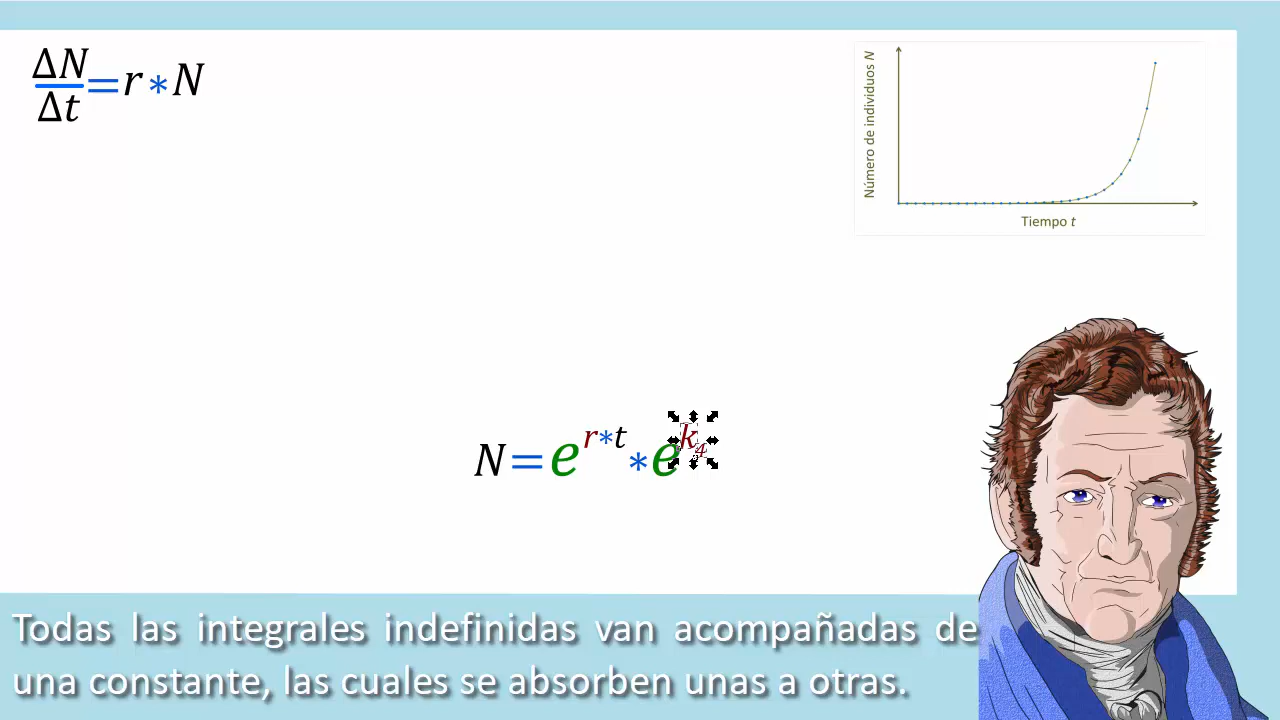 ΔN
Δt
=r*N
Número de individuos N
Tiempo t
N=e^{r*t}*e^{k_4}
Todas las integrales indefinidas van acompañadas de
una constante, las cuales se absorben unas a otras.